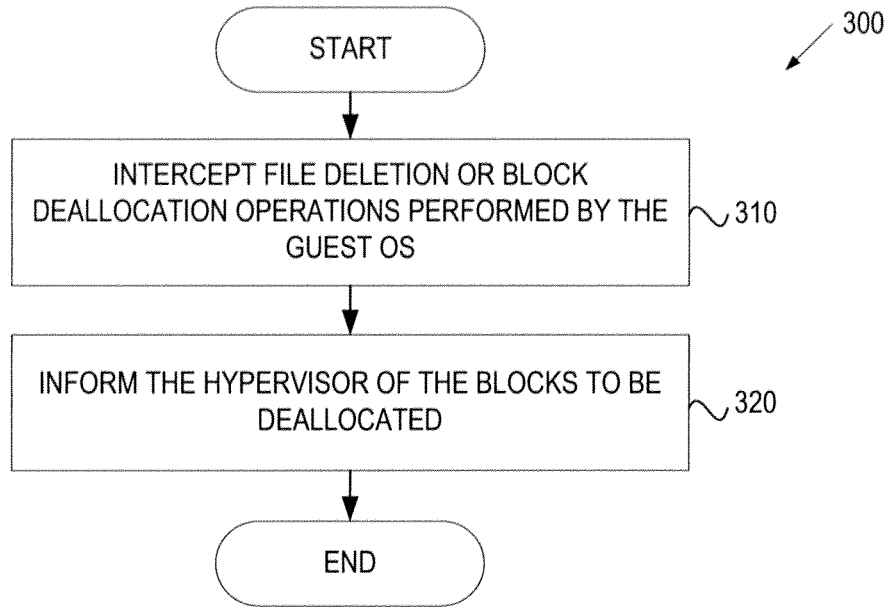 START
300
INTERCEPT FILE DELETION OR BLOCK
DEALLOCATION OPERATIONS PERFORMED BY THE
GUEST OS
310
INFORM THE HYPERVISOR OF THE BLOCKS TO BE
DEALLOCATED
320
END